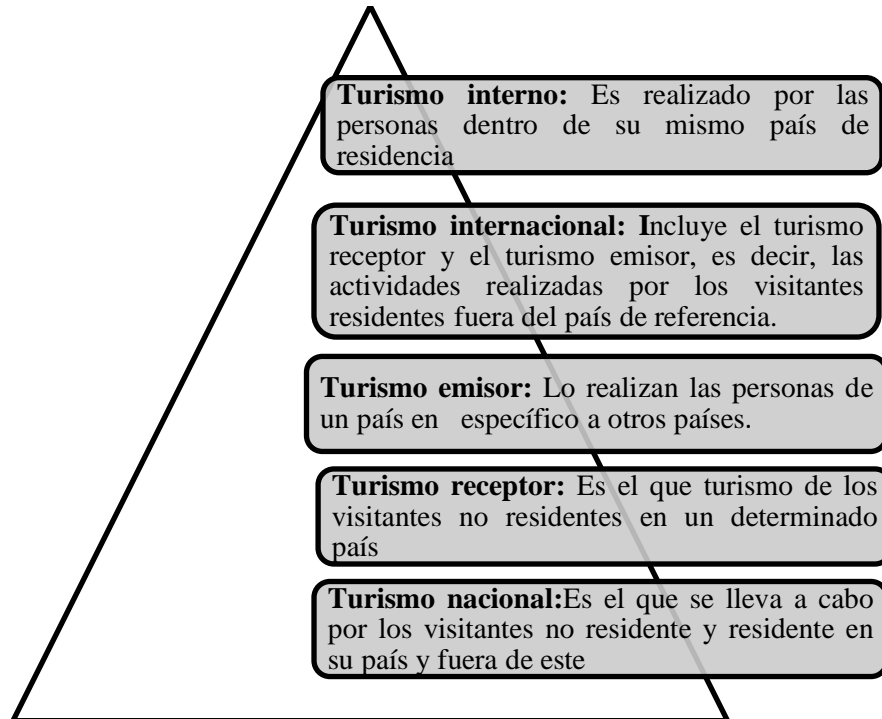 Turismo interno: Es realizado por las
personas dentro de su mismo país de
residencia
Turismo internacional: Incluye el turismo
receptor y el turismo emisor, es decir, las
actividades realizadas por los visitantes
residentes fuera del país de referencia.
Turismo emisor: Lo realizan las personas de
un país en específico a otros países.
Turismo receptor: Es el que turismo de los
visitantes no residentes en un determinado
país
Turismo nacional:Es el que se lleva a cabo
por los visitantes no residente y residente en
su país y fuera de este